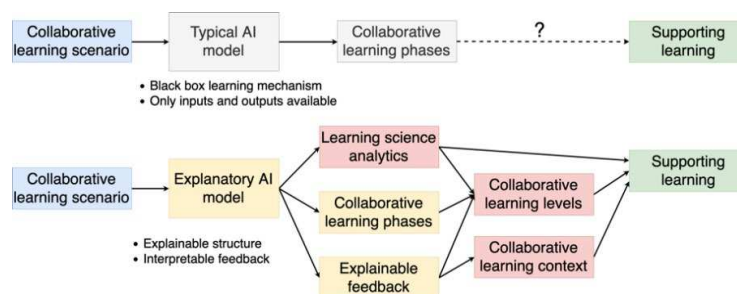 Collaborative
learning scenario
Typical AI
model
Collaborative
learning phases
?
Supporting
learning
• Black box learning mechanism
• Only inputs and outputs available
Learning science
analytics
Collaborative
learning scenario
Explanatory AI
model
Collaborative
learning phases
Collaborative
learning levels
Supporting
learning
• Explainable structure
• Interpretable feedback
Explainable
feedback
Collaborative
learning context